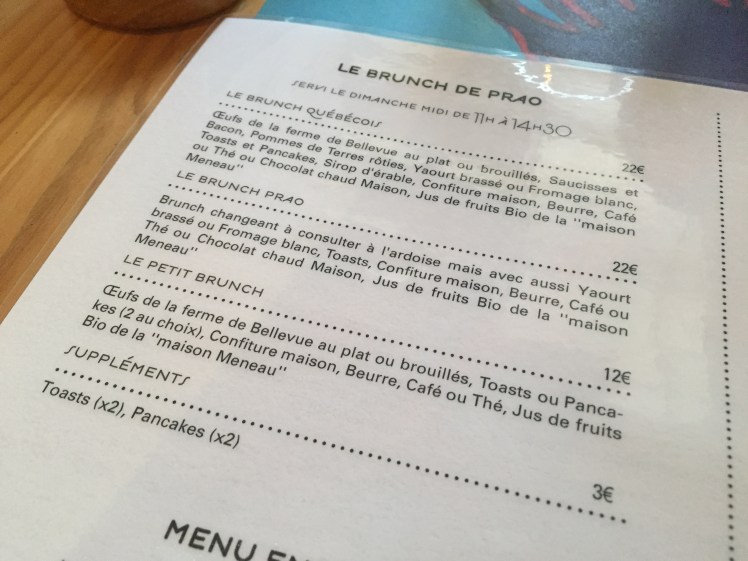 LE BRUNCH DE PRAO
SERVI LE DIMANCHE MIDI DE 11H À 14H30
LE BRUNCH QUÉBÉCOIS
22€
Œufs de la ferme de Bellevue au plat ou brouillés, Saucisses et
Bacon, Pommes de Terres rôties, Yaourt brassé ou Fromage blanc,
Toasts et Pancakes, Sirop d'érable, Confiture maison, Beurre, Café
ou Thé ou Chocolat chaud Maison, Jus de fruits Bio de la "maison
Meneau"
LE BRUNCH PRAO
22€
Brunch changeant à consulter à l'ardoise mais avec aussi Yaourt
brassé ou Fromage blanc, Toasts, Confiture maison, Beurre, Café ou
Thé ou Chocolat chaud Maison, Jus de fruits Bio de la "maison
Meneau"
LE PETIT BRUNCH
12€
Œufs de la ferme de Bellevue au plat ou brouillés, Toasts ou Panca-
kes (2 au choix), Confiture maison, Beurre, Café ou Thé, Jus de fruits
Bio de la "maison Meneau"
SUPPLÉMENTS
3€
Toasts (x2), Pancakes (x2)
MENU